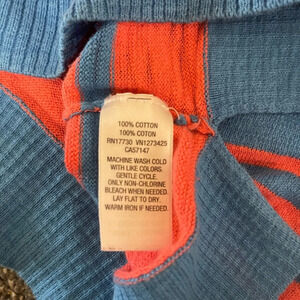 100% COTTON
100% COTON
RN17730 VN1273425
CA57147
MACHINE WASH COLD
WITH LIKE COLORS.
GENTLE CYCLE.
ONLY NON-CHLORINE
BLEACH WHEN NEEDED.
LAY FLAT TO DRY.
WARM IRON IF NEEDED.